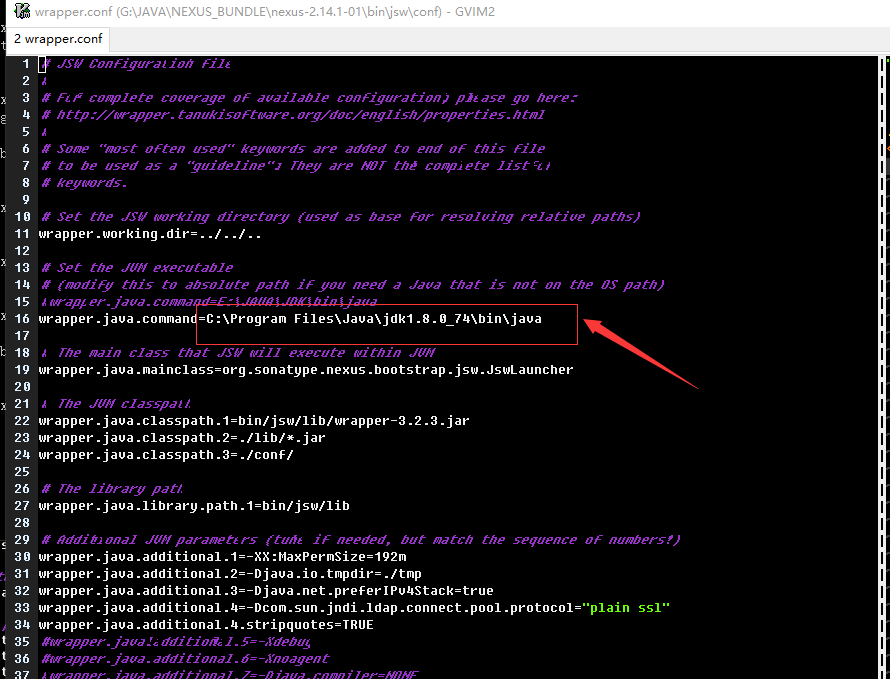 wrapper.conf (G:\JAVA\NEXUS_BUNDLE\nexus-2.14.1-01\bin\jsw\conf) - GVIM2
2 wrapper.conf
1 # JSW Configuration file
2 #
3 # For complete coverage of available configuration, please go here:
4 # http://wrapper.tanukisoftware.org/doc/english/properties.html
5 #
6 # Some "most often used" keywords are added to end of this file
7 # to be used as a "guideline". They are NOT the complete list of
8 # keywords.
9
10 # Set the JSW working directory (used as base for resolving relative paths)
11 wrapper.working.dir=../../..
12
13 # Set the JVM executable
14 # (modify this to absolute path if you need a Java that is not on the OS path)
15 #wrapper.java.command=E:\JAVA\JDK\bin\java
16 wrapper.java.command=C:\Program Files\Java\jdk1.8.0_74\bin\java
17
18 # The main class that JSW will execute within JVM
19 wrapper.java.mainclass=org.sonatype.nexus.bootstrap.jsw.JswLauncher
20
21 # The JVM classpath
22 wrapper.java.classpath.1=bin/jsw/lib/wrapper-3.2.3.jar
23 wrapper.java.classpath.2=./lib/*.jar
24 wrapper.java.classpath.3=./conf/
25
26 # The library path
27 wrapper.java.library.path.1=bin/jsw/lib
28
29 # Additional JVM parameters (tune if needed, but match the sequence of numbers!)
30 wrapper.java.additional.1=-XX:MaxPermSize=192m
31 wrapper.java.additional.2=-Djava.io.tmpdir=./tmp
32 wrapper.java.additional.3=-Djava.net.preferIPv4Stack=true
33 wrapper.java.additional.4=-Dcom.sun.jndi.ldap.connect.pool.protocol="plain ssl"
34 wrapper.java.additional.4.stripquotes=TRUE
35 #wrapper.java.additional.5=-Xdebug
36 #wrapper.java.additional.6=-Xnoagent
37 #wrapper.java.additional.7=-Djava.compiler=NONE